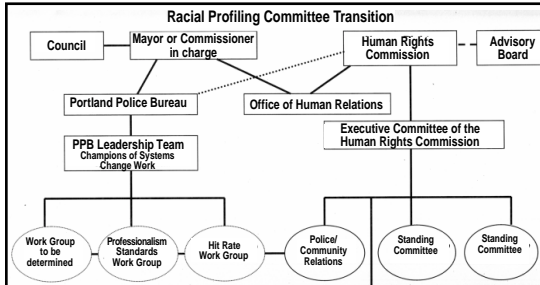 Racial Profiling Committee Transition
Council
Mayor or Commissioner
in charge
Human Rights
Commission
Advisory
Board
Portland Police Bureau
Office of Human Relations
PPB Leadership Team
Champions of Systems
Change Work
Executive Committee of the
Human Rights Commission
Work Group
to be
determined
Professionalism
Standards
Work Group
Hit Rate
Work Group
Police/
Community
Relations
Standing
Committee
Standing
Committee